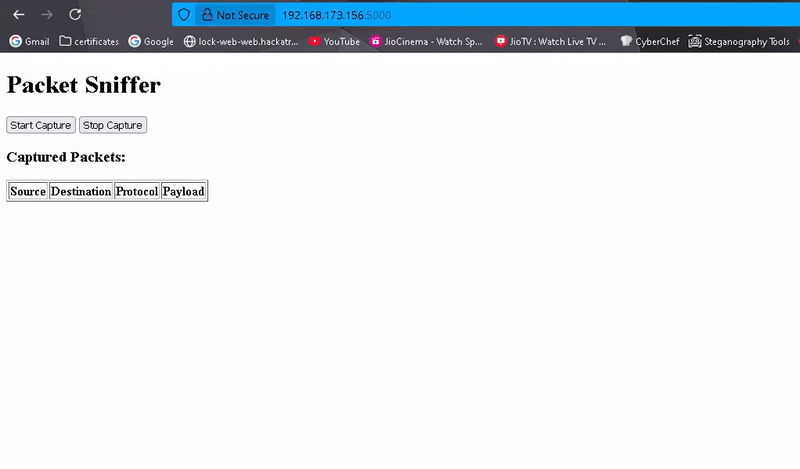 Not Secure 192.168.173.156:5000
Gmail certificates Google lock-web-web.hackatr... YouTube JioCinema - Watch Sp... JioTV : Watch Live TV ... CyberChef Steganography Tools
Packet Sniffer
Start Capture Stop Capture
Captured Packets:
Source Destination Protocol Payload